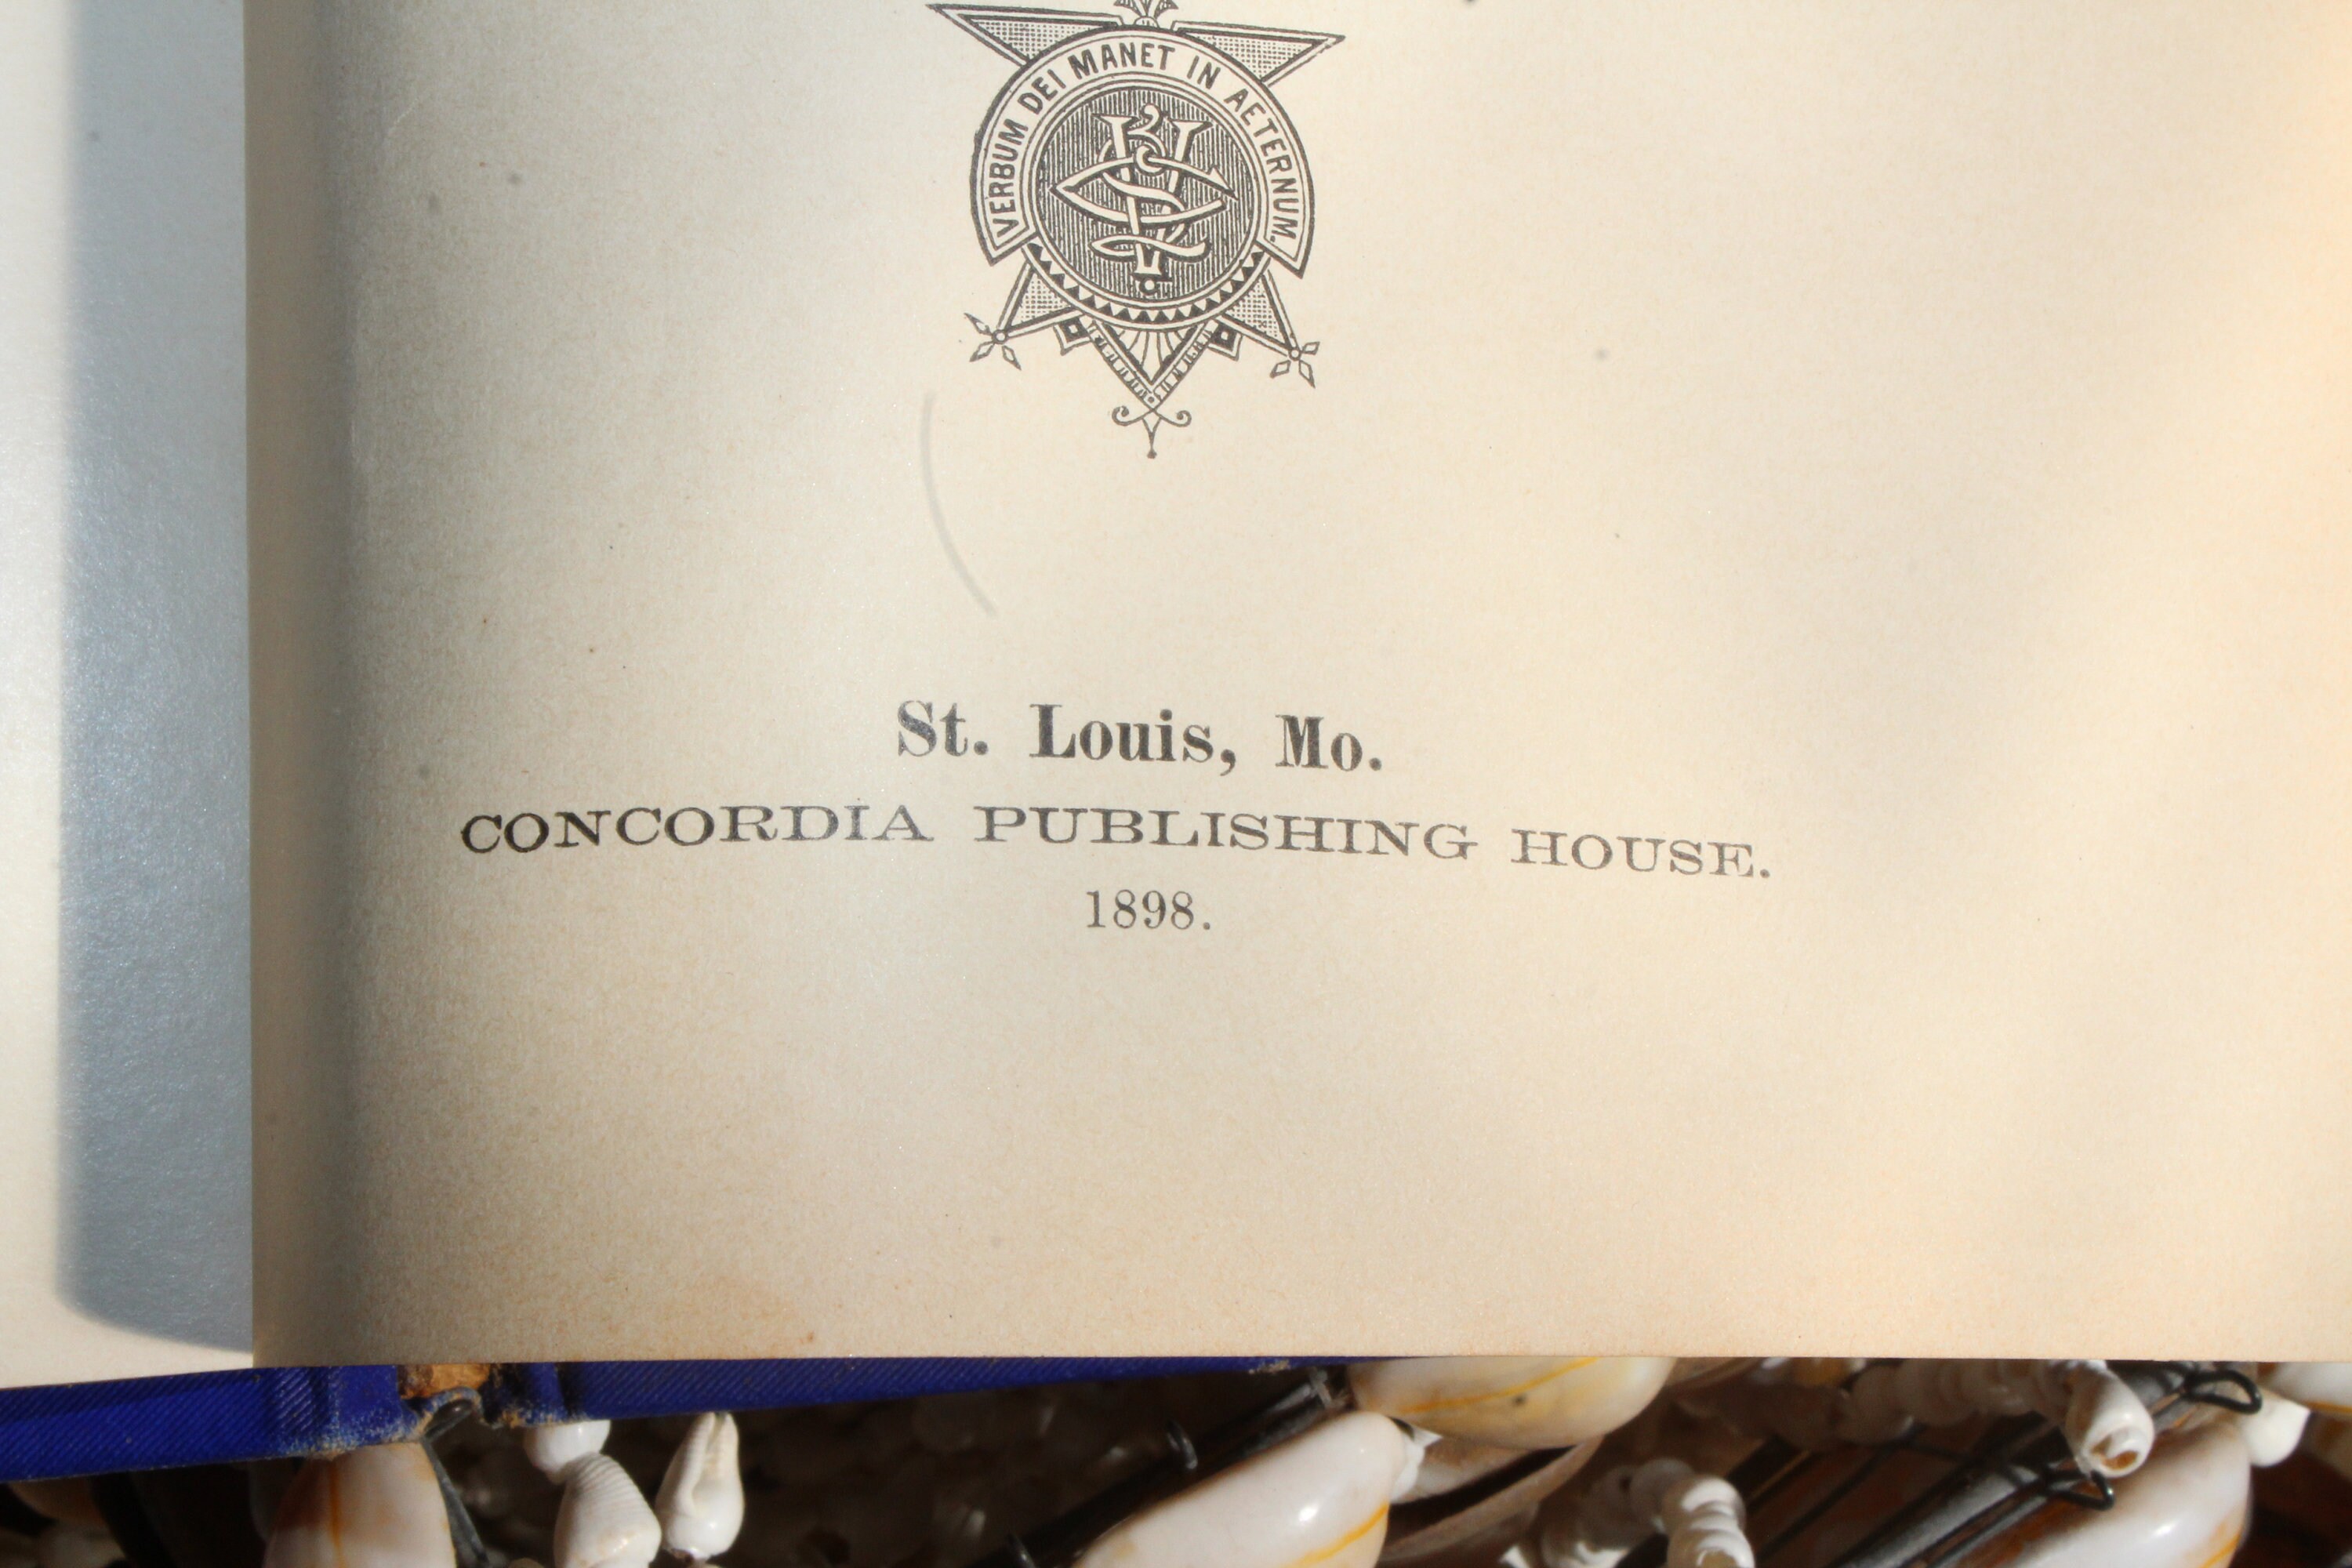 VERBUM DEI MANET IN AETERNUM.
St. Louis, Mo.
CONCORDIA PUBLISHING HOUSE.
1898.